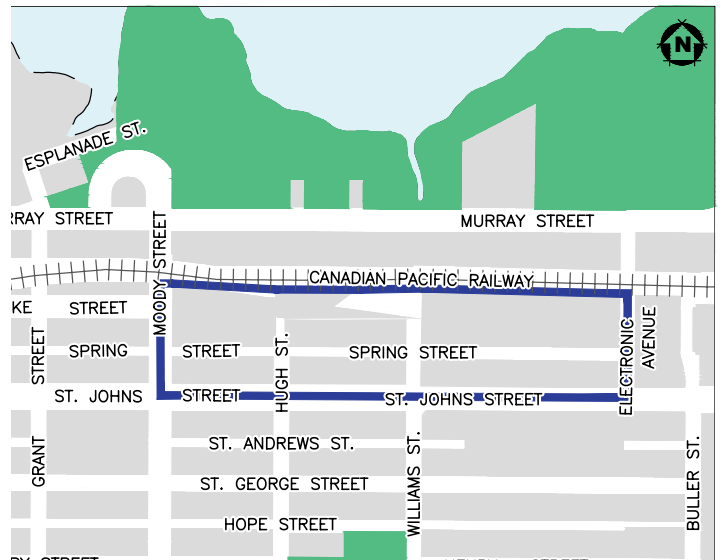 N
ESPLANADE ST.
RRAY STREET
MURRAY STREET
MOODY STREET
CANADIAN PACIFIC RAILWAY
KE STREET
STREET
GRANT
SPRING STREET
SPRING STREET
HUGH ST.
ELECTRONIC
AVENUE
ST. JOHNS STREET
ST. JOHNS STREET
ST. ANDREWS ST.
WILLIAMS ST.
BULLER ST.
ST. GEORGE STREET
HOPE STREET
RY STREET